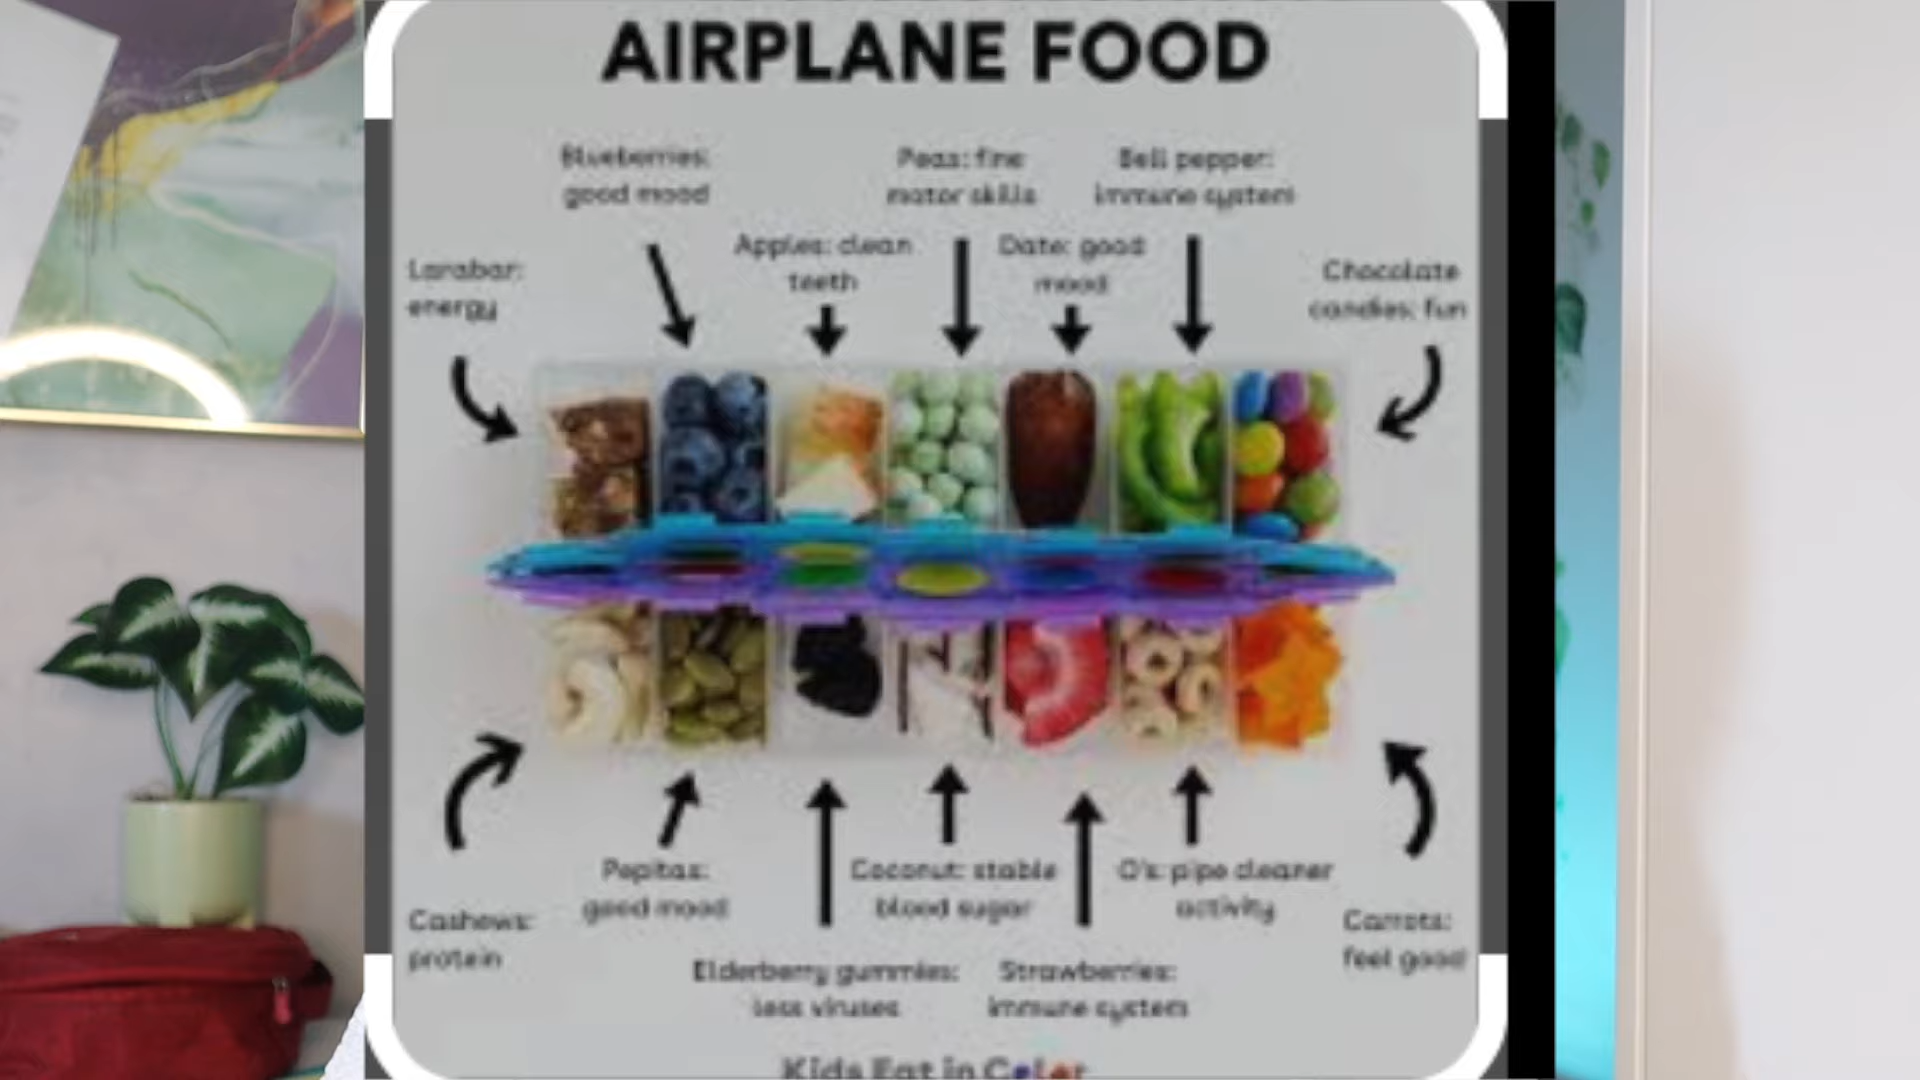 AIRPLANE FOOD
Blueberries:
good mood
Peas: fine
motor skills
Bell pepper:
immune system
Apples: clean
teeth
Date: good
mood
Larabar:
energy
Chocolate
candies: fun
Pepitas:
good mood
Coconut: stable
blood sugar
O's: pipe cleaner
activity
Cashews:
protein
Carrots:
feel good
Elderberry gummies:
less viruses
Strawberries:
immune system
Kids Eat in Color